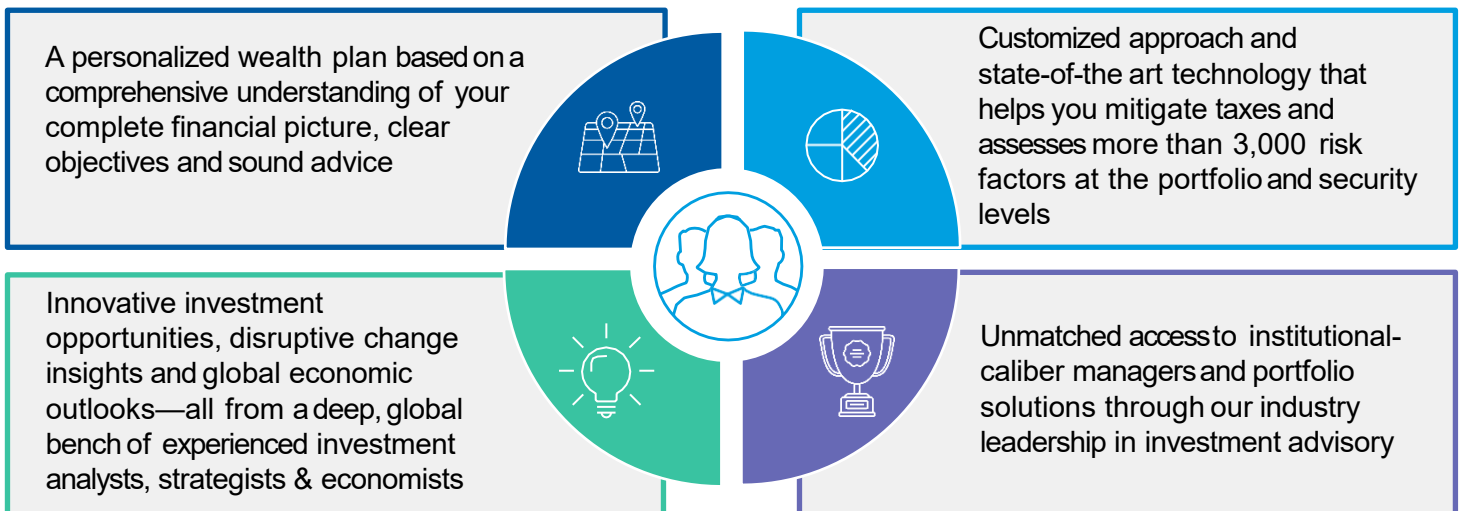 A personalized wealth plan based on a
comprehensive understanding of your
complete financial picture, clear
objectives and sound advice
Customized approach and
state-of-the art technology that
helps you mitigate taxes and
assesses more than 3,000 risk
factors at the portfolio and security
levels
Innovative investment
opportunities, disruptive change
insights and global economic
outlooks—all from a deep, global
bench of experienced investment
analysts, strategists & economists
Unmatched access to institutional-
caliber managers and portfolio
solutions through our industry
leadership in investment advisory